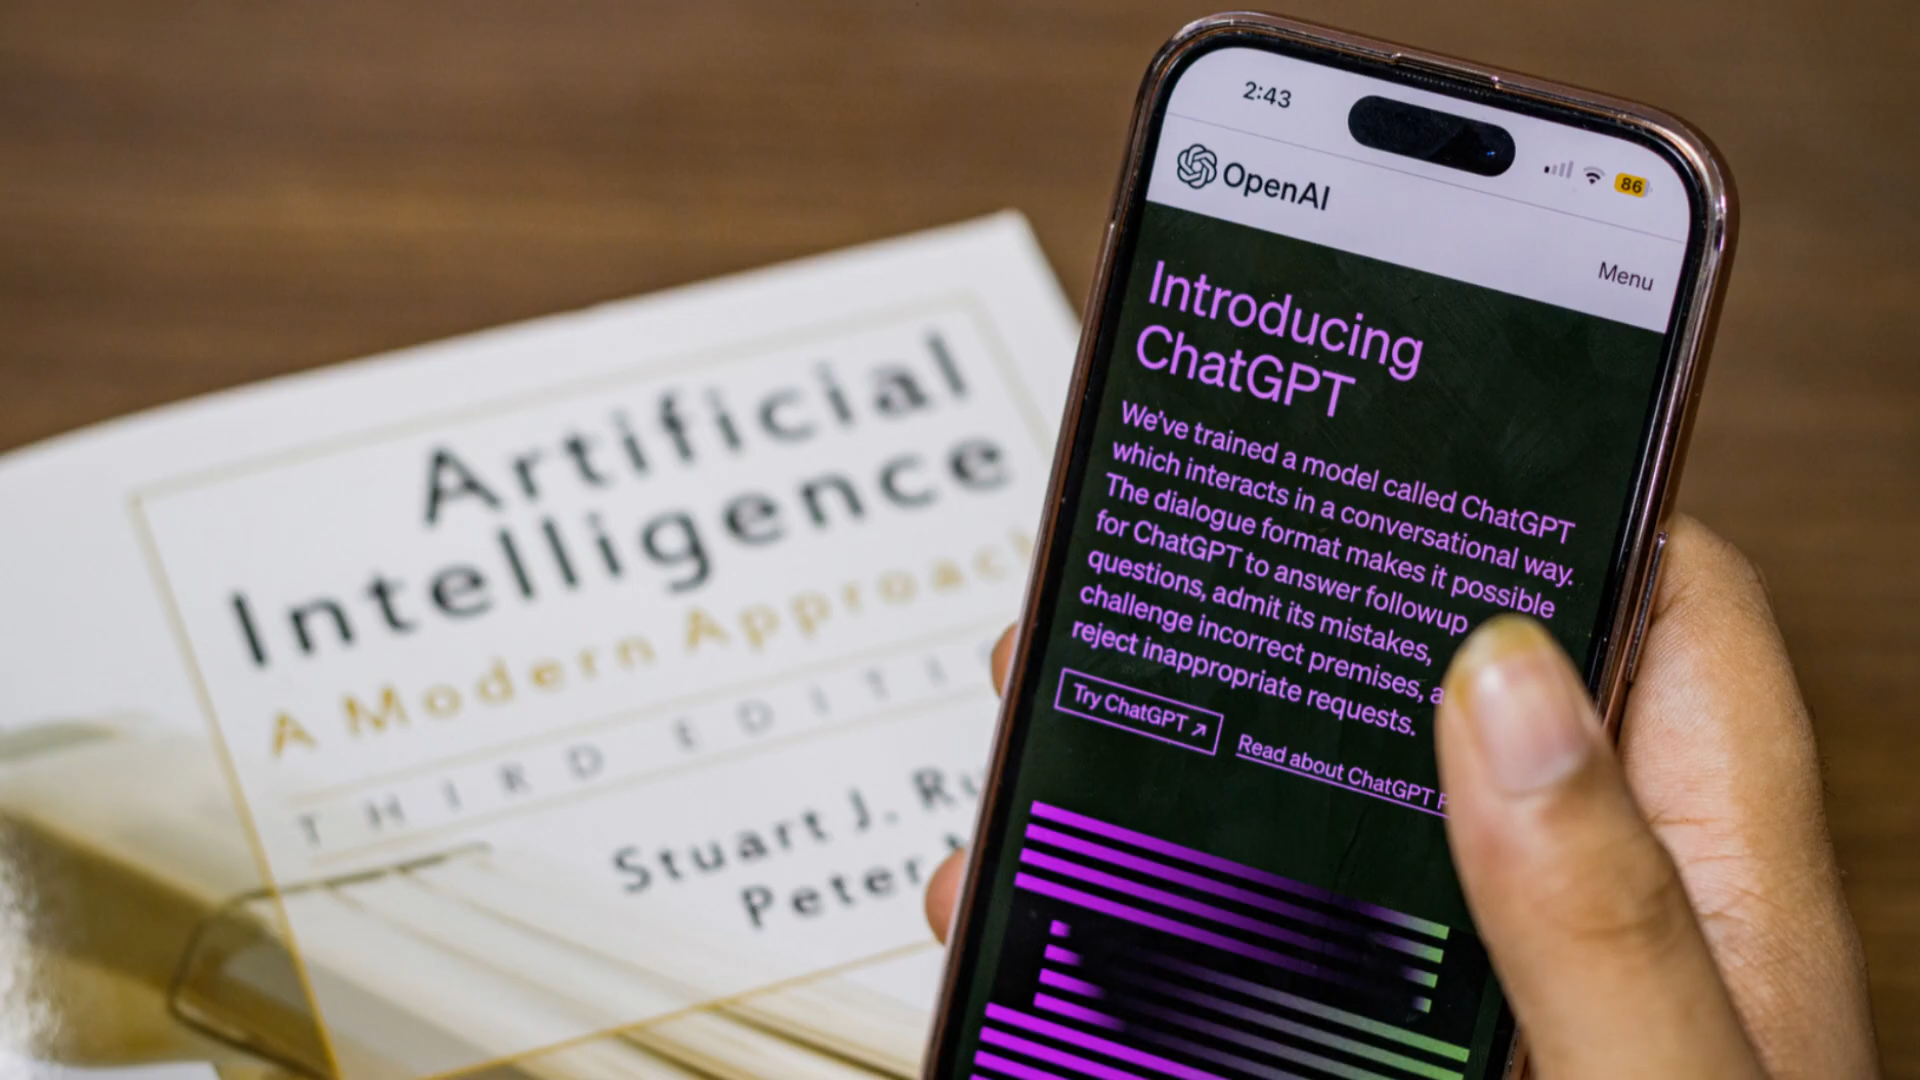 Artificial
Intelligence
A Modern Approach
THIRD EDITI
Stuart J. Ru
Peter
2:43
86
OpenAI
Menu
Introducing
ChatGPT
We've trained a model called ChatGPT
which interacts in a conversational way.
The dialogue format makes it possible
for ChatGPT to answer followup
questions, admit its mistakes,
challenge incorrect premises, a
reject inappropriate requests.
Try ChatGPT ↗
Read about ChatGPT